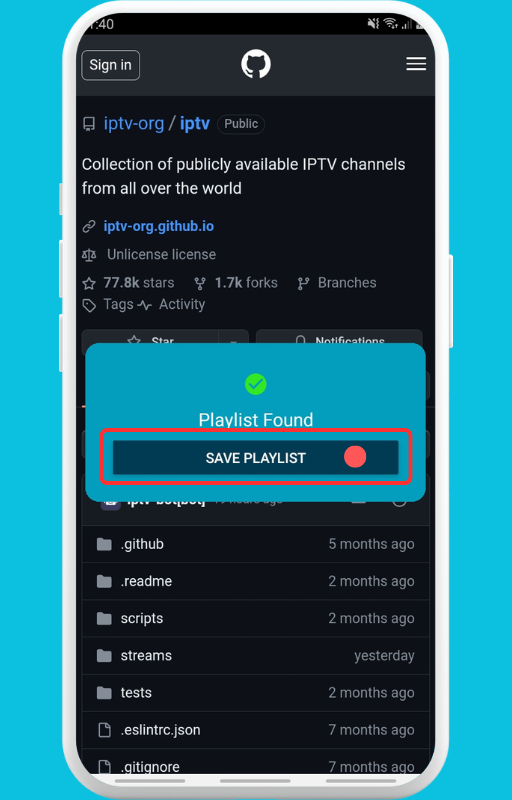 :40
Sign in
iptv-org / iptv Public
Collection of publicly available IPTV channels
from all over the world
iptv-org.github.io
Unlicense license
77.8k stars 1.7k forks Branches
Tags Activity
Star Notifications
Playlist Found
SAVE PLAYLIST
iptv-bot[bot]
.github 5 months ago
.readme 2 months ago
scripts 2 months ago
streams yesterday
tests 2 months ago
.eslintrc.json 7 months ago
.gitignore 7 months ago